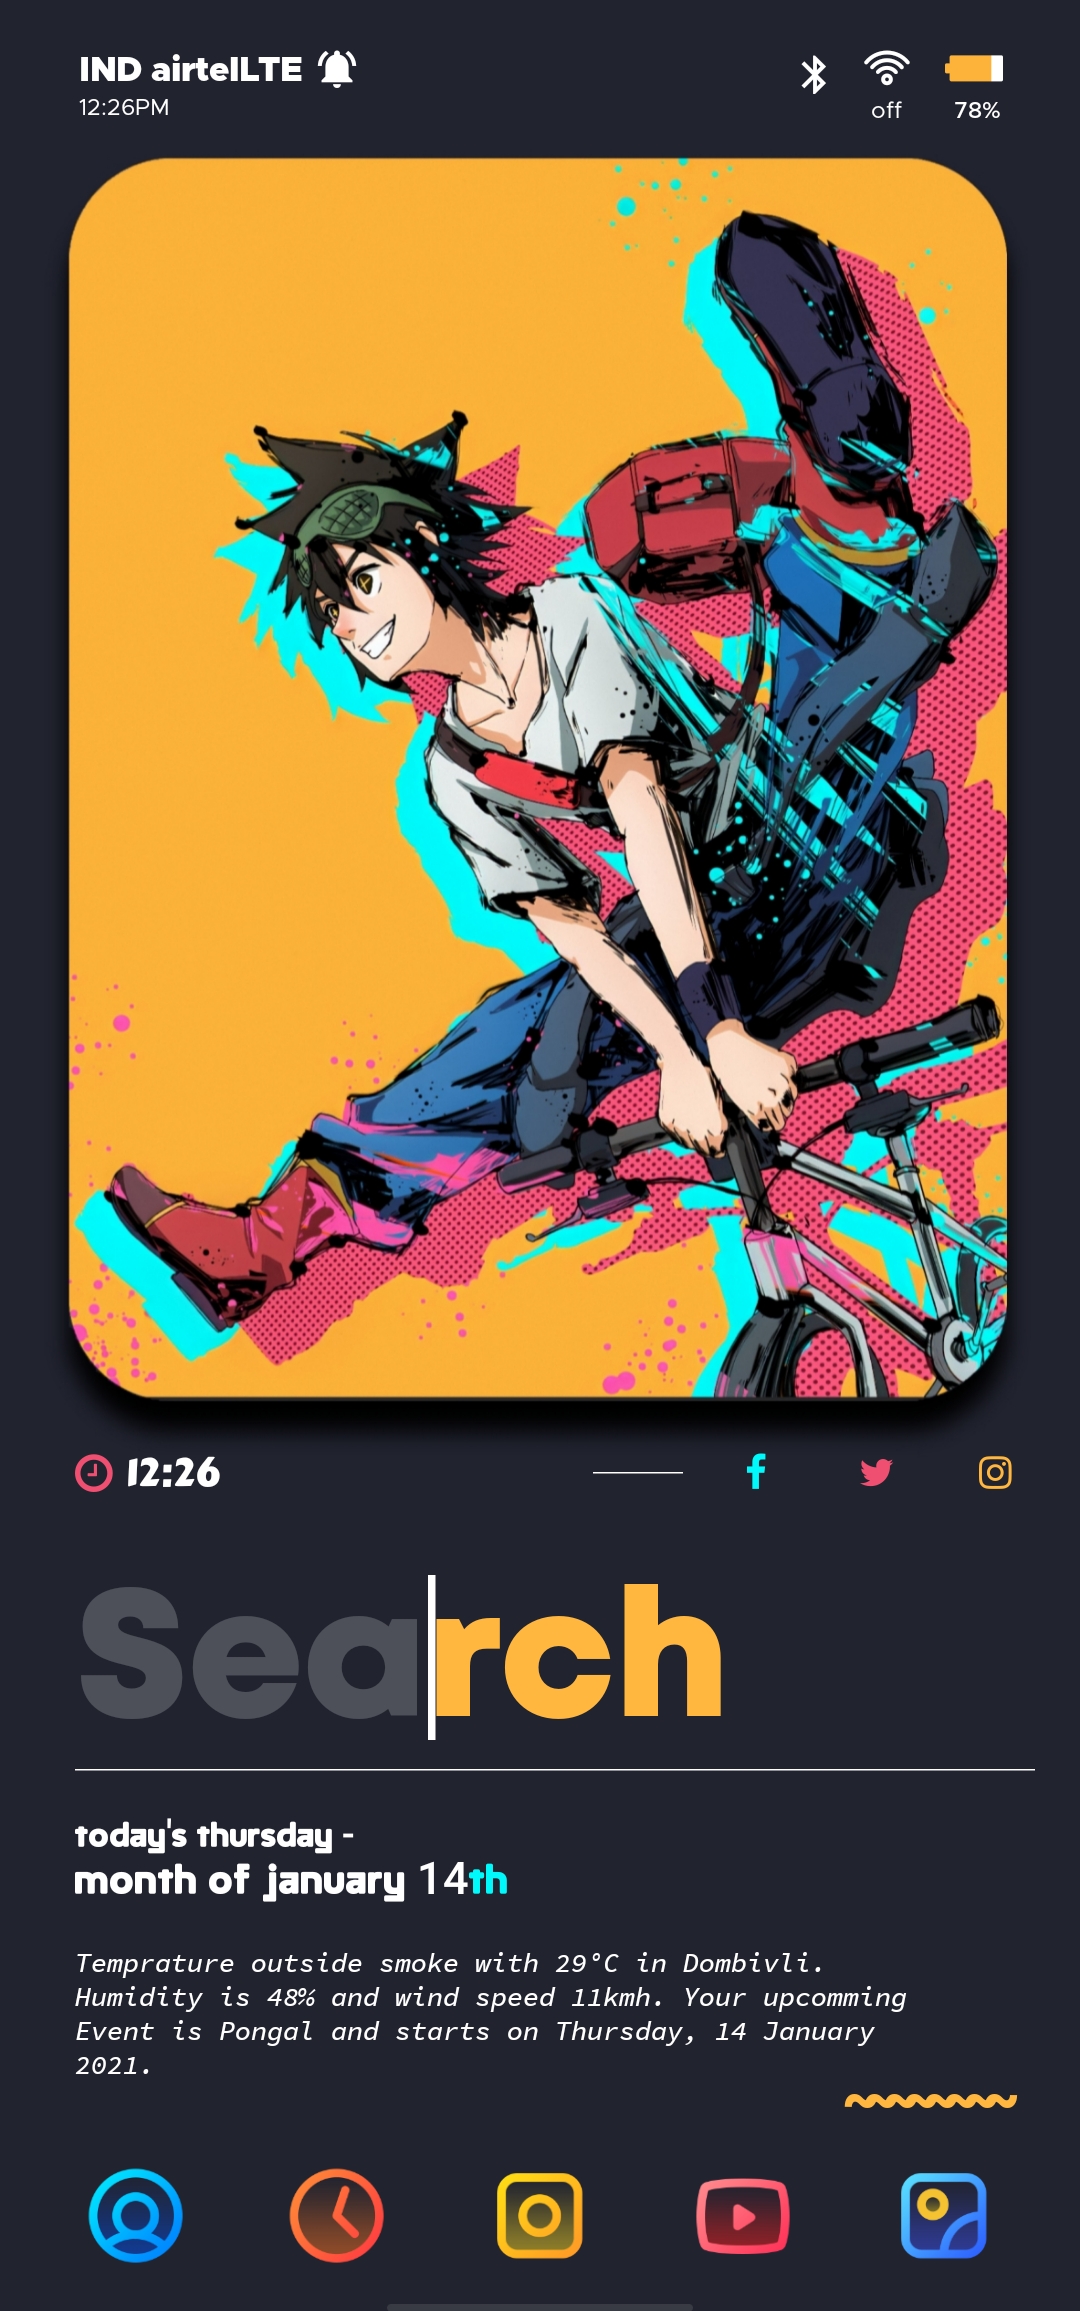 IND airtelLTE
12:26PM
off
78%
12:26
Search
today's thursday -
month of january 14th
Temprature outside smoke with 29°C in Dombivli.
Humidity is 48% and wind speed 11kmh. Your upcomming
Event is Pongal and starts on Thursday, 14 January
2021.